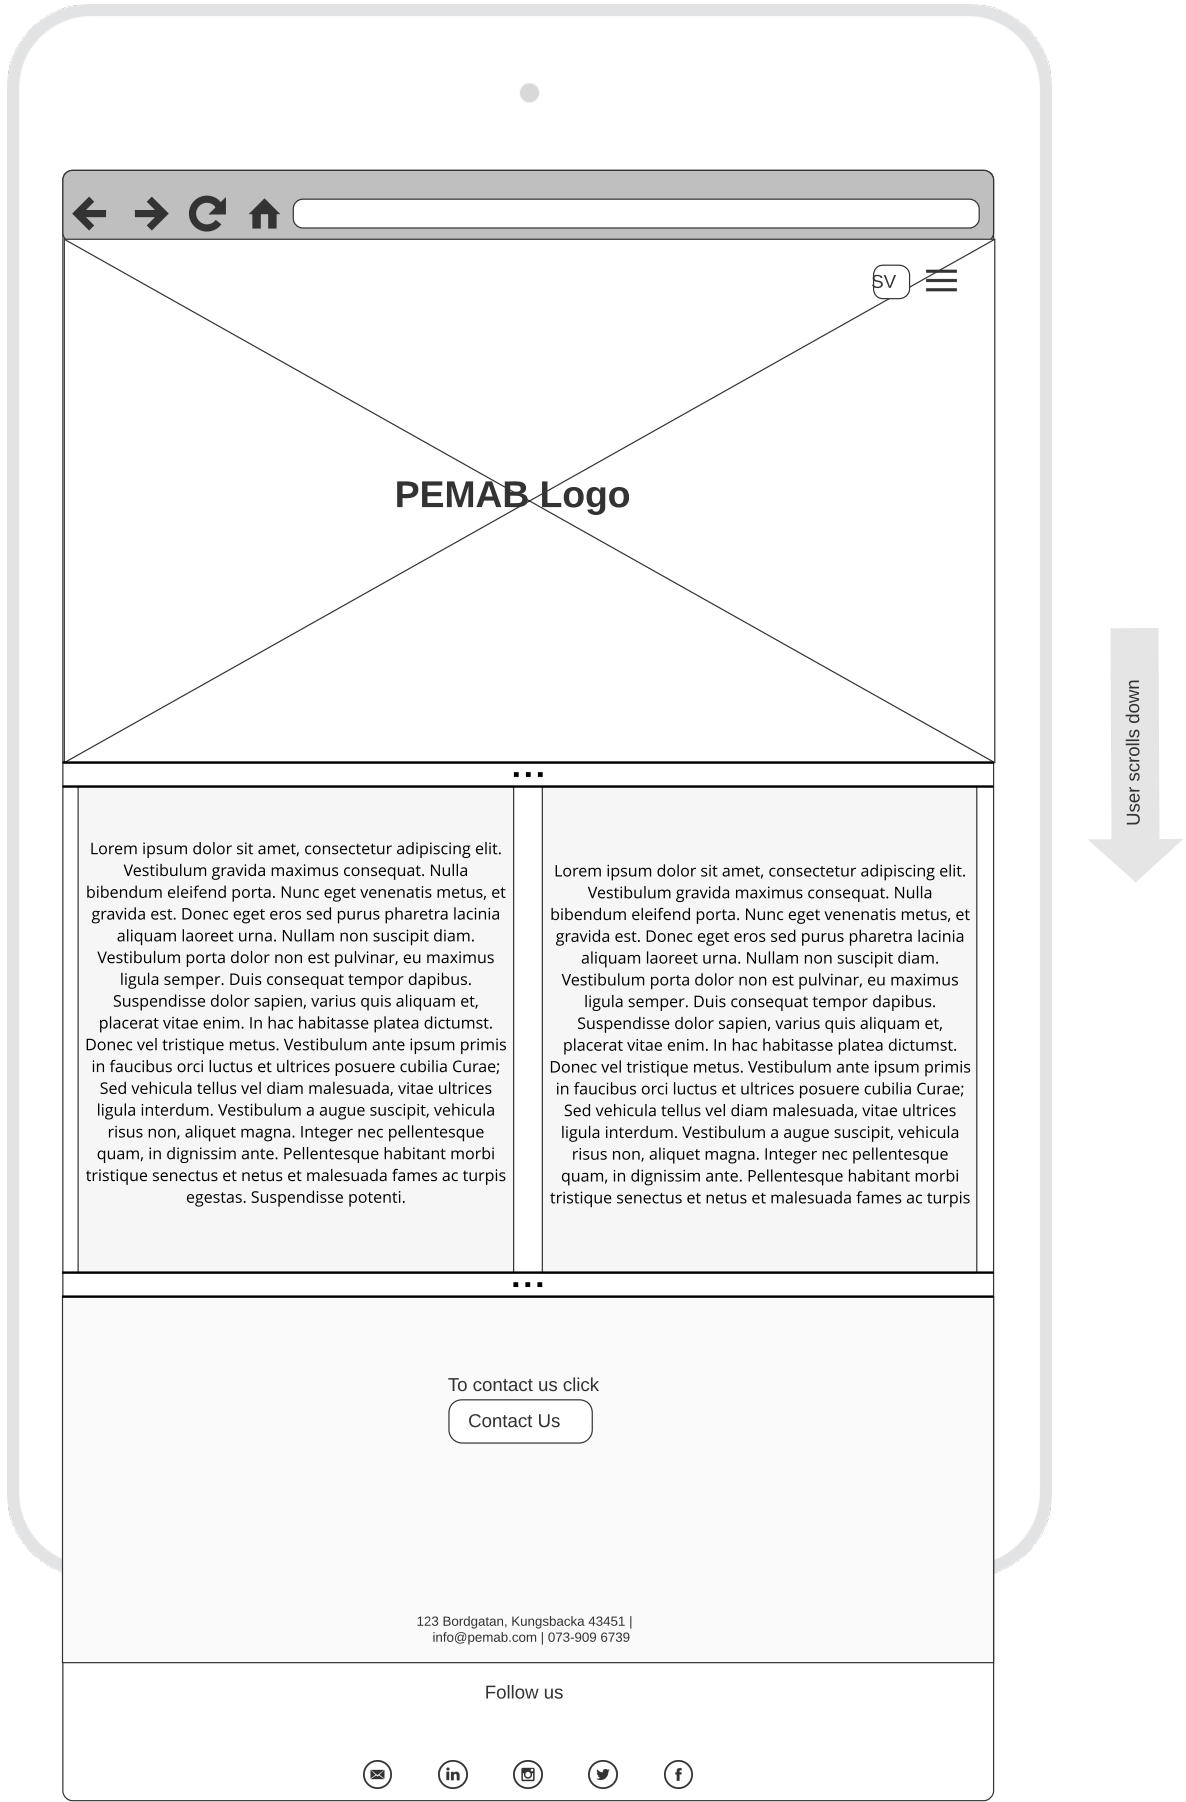 SV
PEMAB Logo
Lorem ipsum dolor sit amet, consectetur adipiscing elit.
Vestibulum gravida maximus consequat. Nulla
bibendum eleifend porta. Nunc eget venenatis metus, et
gravida est. Donec eget eros sed purus pharetra lacinia
aliquam laoreet urna. Nullam non suscipit diam.
Vestibulum porta dolor non est pulvinar, eu maximus
ligula semper. Duis consequat tempor dapibus.
Suspendisse dolor sapien, varius quis aliquam et,
placerat vitae enim. In hac habitasse platea dictumst.
Donec vel tristique metus. Vestibulum ante ipsum primis
in faucibus orci luctus et ultrices posuere cubilia Curae;
Sed vehicula tellus vel diam malesuada, vitae ultrices
ligula interdum. Vestibulum a augue suscipit, vehicula
risus non, aliquet magna. Integer nec pellentesque
quam, in dignissim ante. Pellentesque habitant morbi
tristique senectus et netus et malesuada fames ac turpis
egestas. Suspendisse potenti.
Lorem ipsum dolor sit amet, consectetur adipiscing elit.
Vestibulum gravida maximus consequat. Nulla
bibendum eleifend porta. Nunc eget venenatis metus, et
gravida est. Donec eget eros sed purus pharetra lacinia
aliquam laoreet urna. Nullam non suscipit diam.
Vestibulum porta dolor non est pulvinar, eu maximus
ligula semper. Duis consequat tempor dapibus.
Suspendisse dolor sapien, varius quis aliquam et,
placerat vitae enim. In hac habitasse platea dictumst.
Donec vel tristique metus. Vestibulum ante ipsum primis
in faucibus orci luctus et ultrices posuere cubilia Curae;
Sed vehicula tellus vel diam malesuada, vitae ultrices
ligula interdum. Vestibulum a augue suscipit, vehicula
risus non, aliquet magna. Integer nec pellentesque
quam, in dignissim ante. Pellentesque habitant morbi
tristique senectus et netus et malesuada fames ac turpis
User scrolls down
To contact us click
Contact Us
123 Bordgatan, Kungsbacka 43451 |
info@pemab.com | 073-909 6739
Follow us